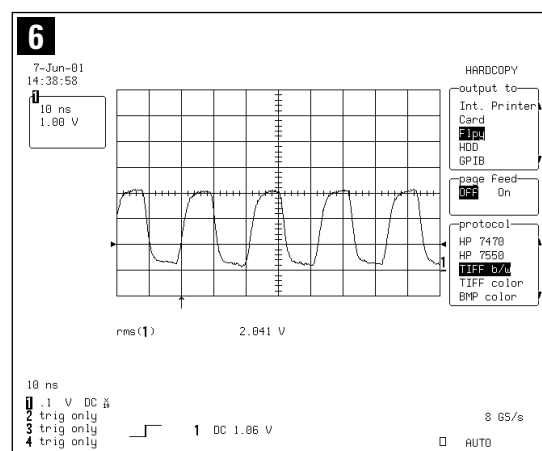 6
7-Jun-01
14:38:58
1
10 ns
1.00 V
HARDCOPY
output to
Int. Printer
Card
Flpy
HDD
GPIB
page feed
OFF On
protocol
HP 7470
HP 7550
TIFF b/w
TIFF color
BMP color
1
rms(1) 2.041 V
10 ns
1 .1 V DC X10
2 trig only
3 trig only
4 trig only
1 DC 1.06 V
8 GS/s
AUTO